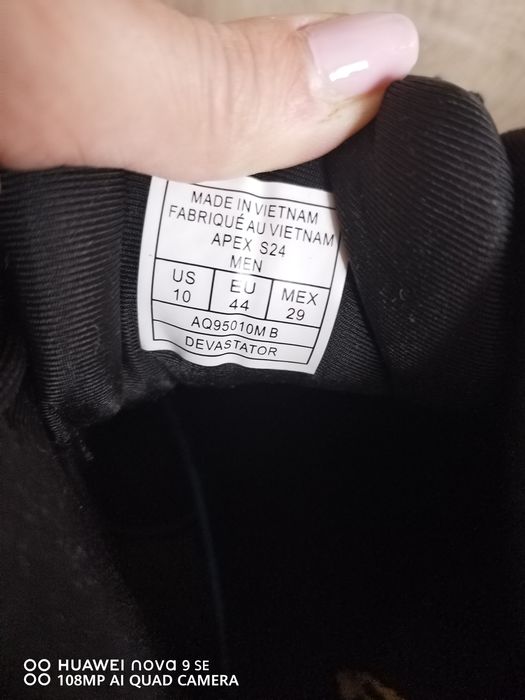 MADE IN VIETNAM
FABRIQUÉ AU VIETNAM
APEX S24
MEN
US EU MEX
10 44 29
AQ95010M B
DEVASTATOR
HUAWEI nova 9 SE
108MP AI QUAD CAMERA